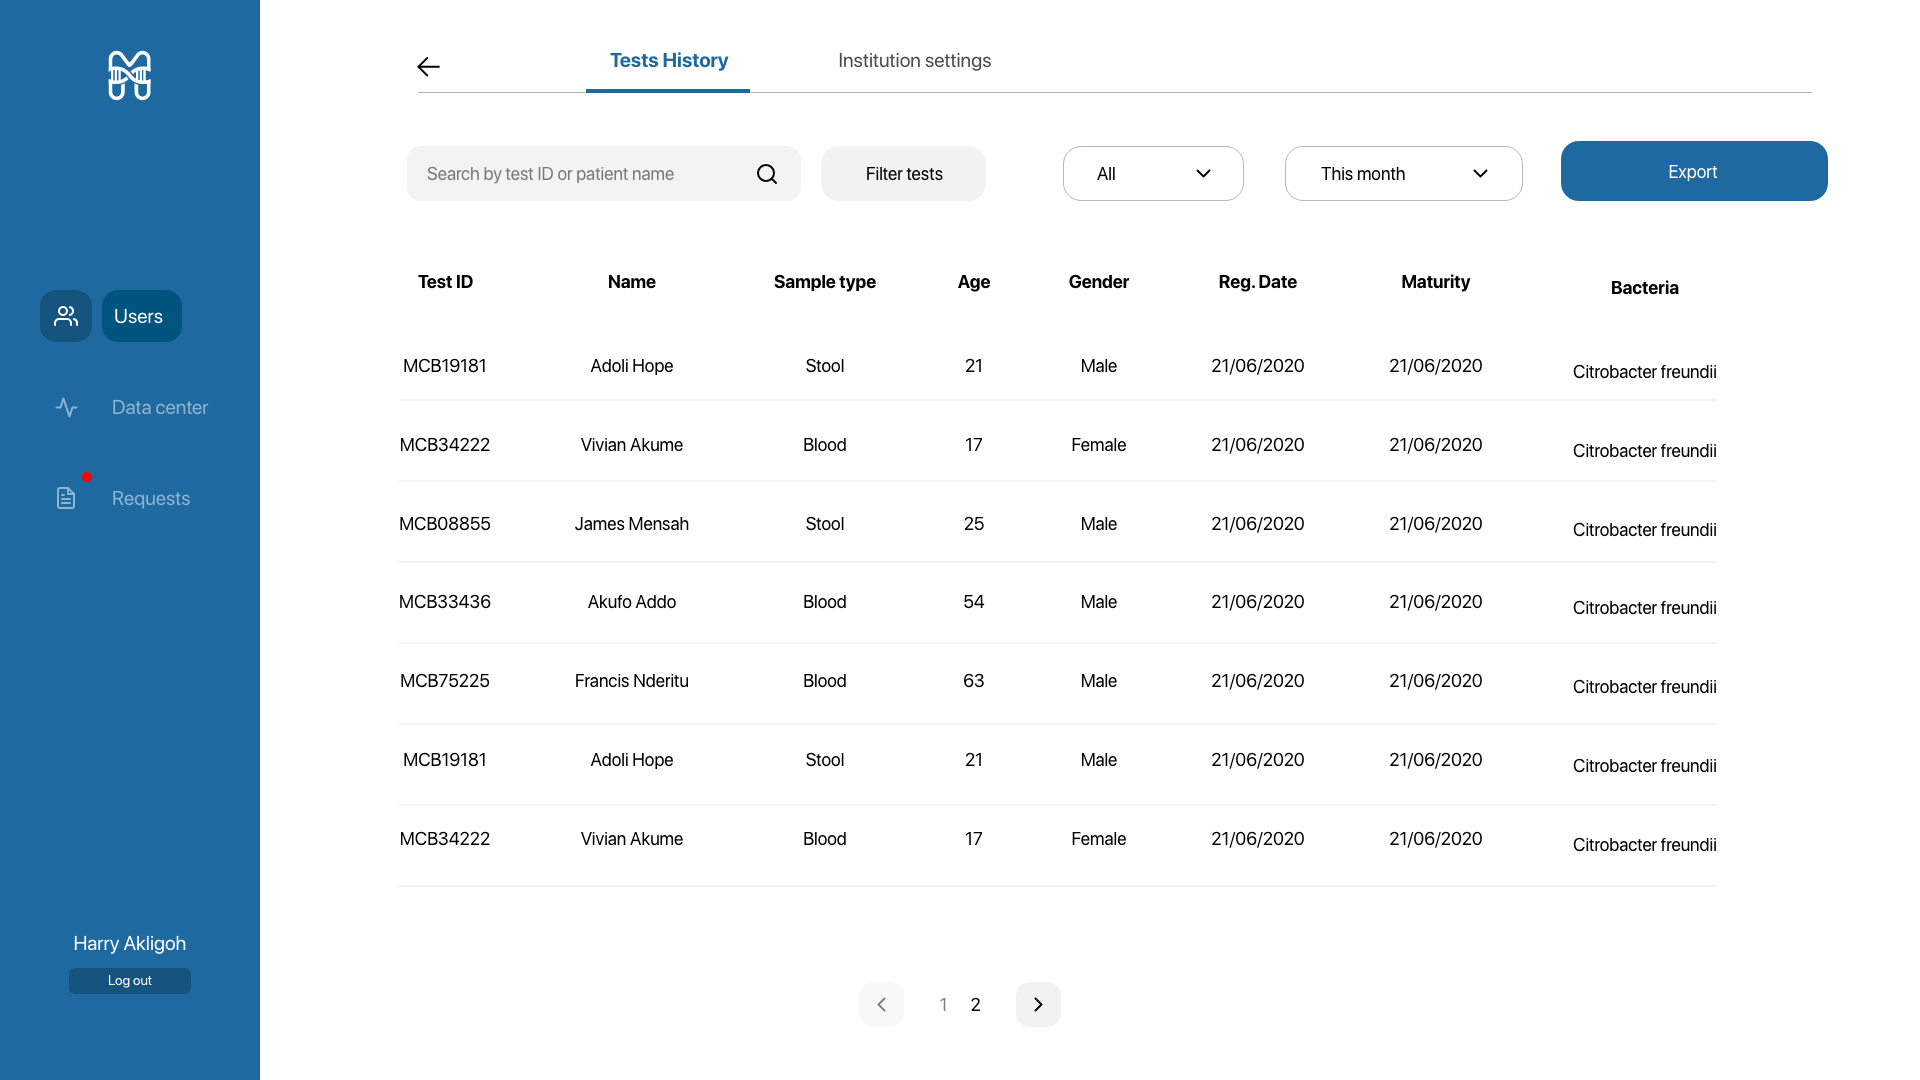 Tests History
Institution settings
Search by test ID or patient name
Filter tests
All
This month
Export
Users
Data center
Requests
Harry Akligoh
Log out
Test ID Name Sample type Age Gender Reg. Date Maturity Bacteria
MCB19181 Adoli Hope Stool 21 Male 21/06/2020 21/06/2020 Citrobacter freundii
MCB34222 Vivian Akume Blood 17 Female 21/06/2020 21/06/2020 Citrobacter freundii
MCB08855 James Mensah Stool 25 Male 21/06/2020 21/06/2020 Citrobacter freundii
MCB33436 Akufo Addo Blood 54 Male 21/06/2020 21/06/2020 Citrobacter freundii
MCB75225 Francis Nderitu Blood 63 Male 21/06/2020 21/06/2020 Citrobacter freundii
MCB19181 Adoli Hope Stool 21 Male 21/06/2020 21/06/2020 Citrobacter freundii
MCB34222 Vivian Akume Blood 17 Female 21/06/2020 21/06/2020 Citrobacter freundii
1 2